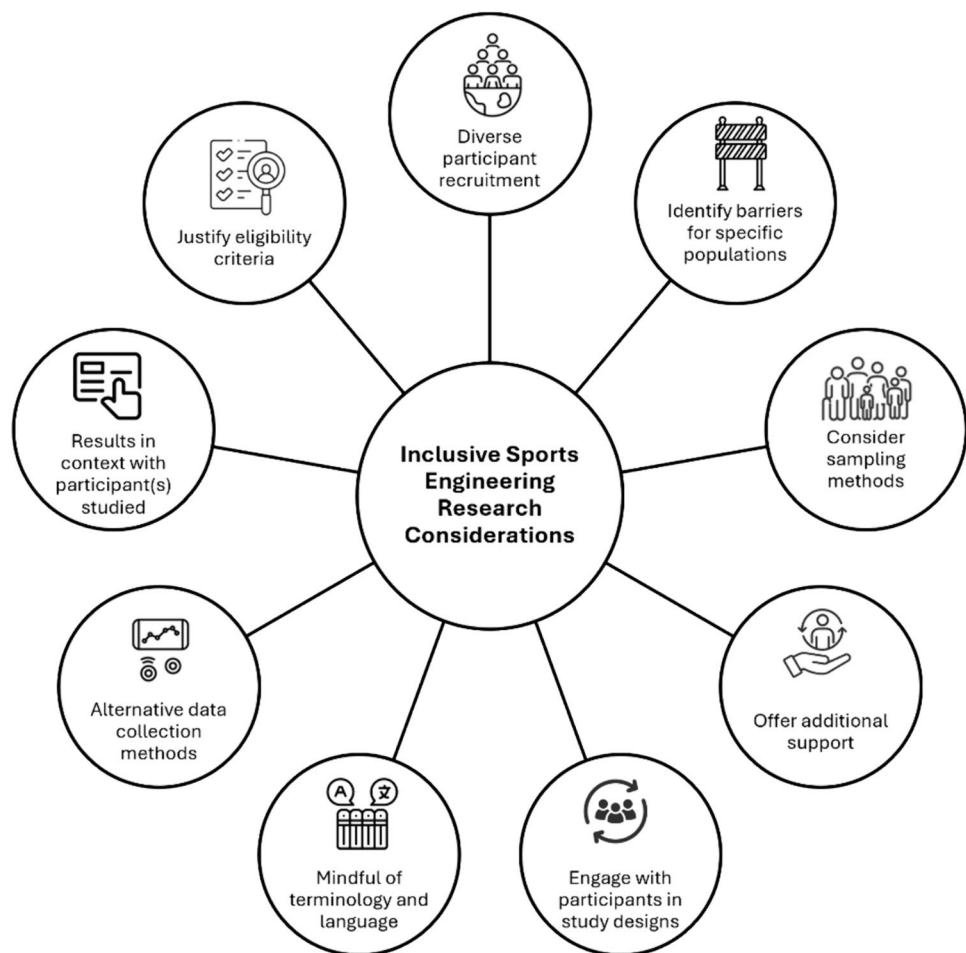 Diverse
participant
recruitment
Identify barriers
for specific
populations
Consider
sampling
methods
Offer additional
support
Engage with
participants in
study designs
A 文
Mindful of
terminology and
language
Alternative data
collection
methods
Results in
context with
participant(s)
studied
Justify eligibility
criteria
Inclusive Sports
Engineering
Research
Considerations